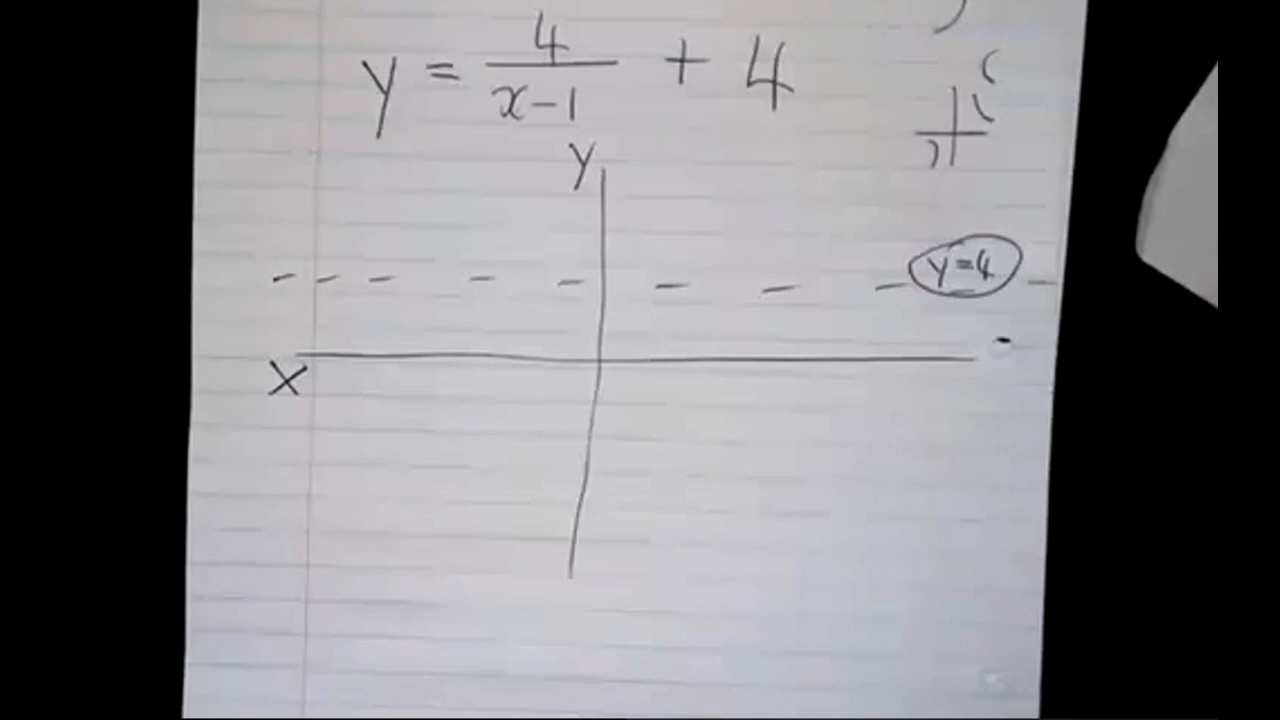 y = 4/(x-1) + 4
y
y=4
x